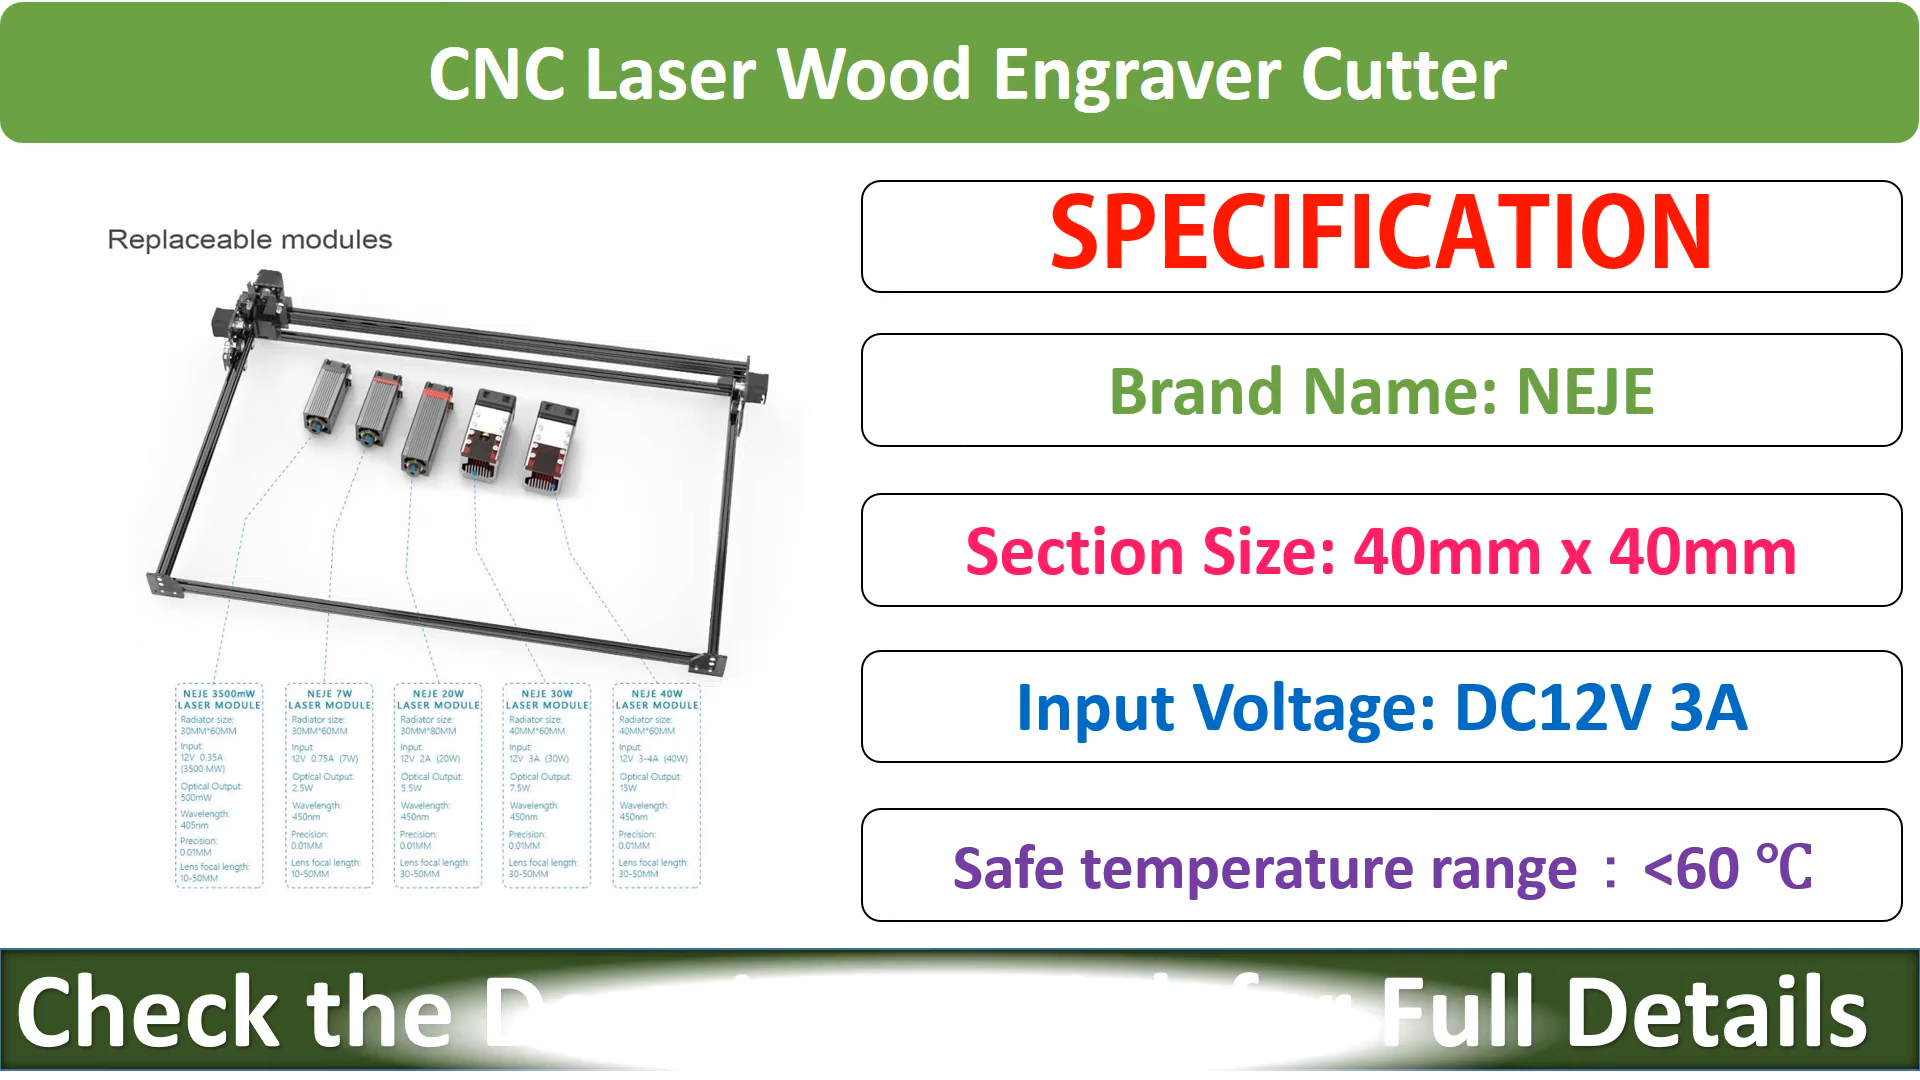 CNC Laser Wood Engraver Cutter
Replaceable modules
NEJE 3500mW
LASER MODULE
Radiator size:
30MM*60MM
Input:
12V 0.35A
(3500 MW)
Optical Output:
500mW
Wavelength:
405nm
Precision:
0.01MM
Lens focal length:
10-50MM
NEJE 7W
LASER MODULE
Radiator size:
30MM*60MM
Input:
12V 0.75A (7W)
Optical Output:
2.5W
Wavelength:
450nm
Precision:
0.01MM
Lens focal length:
10-50MM
NEJE 20W
LASER MODULE
Radiator size:
30MM*80MM
Input:
12V 2A (20W)
Optical Output:
5.5W
Wavelength:
450nm
Precision:
0.01MM
Lens focal length:
30-50MM
NEJE 30W
LASER MODULE
Radiator size:
40MM*60MM
Input:
12V 3A (30W)
Optical Output:
7.5W
Wavelength:
450nm
Precision:
0.01MM
Lens focal length:
30-50MM
NEJE 40W
LASER MODULE
Radiator size:
40MM*60MM
Input:
12V 3-4A (40W)
Optical Output:
15W
Wavelength:
450nm
Precision:
0.01MM
Lens focal length:
30-50MM
SPECIFICATION
Brand Name: NEJE
Section Size: 40mm x 40mm
Input Voltage: DC12V 3A
Safe temperature range：<60 ℃
Check the for Full Details